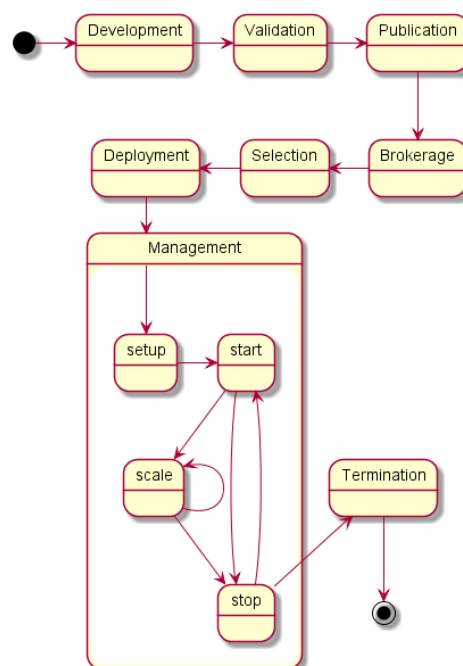 Development
Validation
Publication
Deployment
Selection
Brokerage
Management
setup
start
scale
Termination
stop